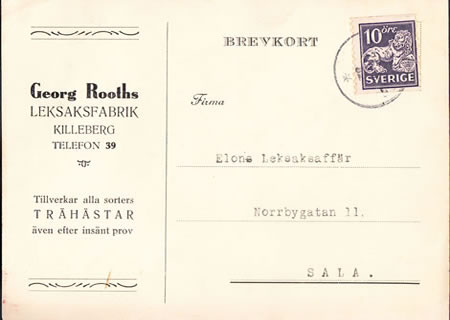 Georg Rooths
LEKSAKSFABRIK
KILLEBERG
TELEFON 39
Tillverkar alla sorters
TRÄHÄSTAR
även efter insänt prov
BREVKORT
10 öre
SVERIGE
Firma
Elons Leksaksaffär
Norrbygatan 11.
SALA.